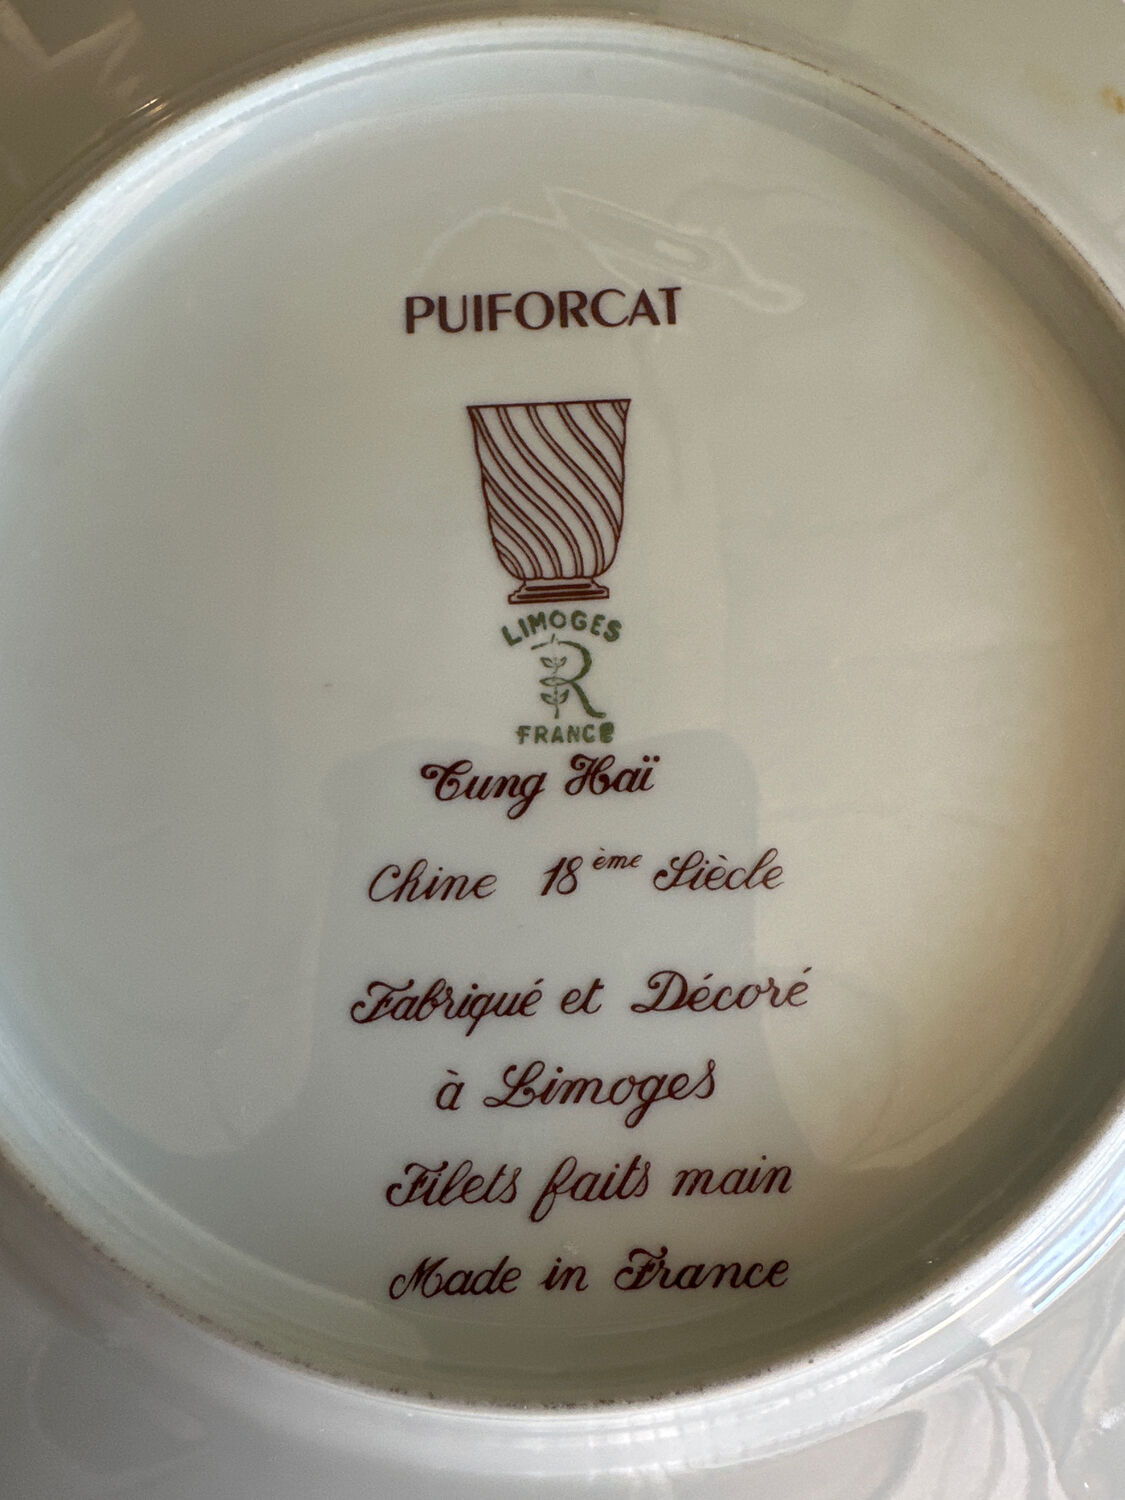 PUIFORCAT
LIMOGES
R
FRANCE
Tung Haï
Chine 18ème Siècle
Fabriqué et Décoré
à Limoges
Filets faits main
Made in France